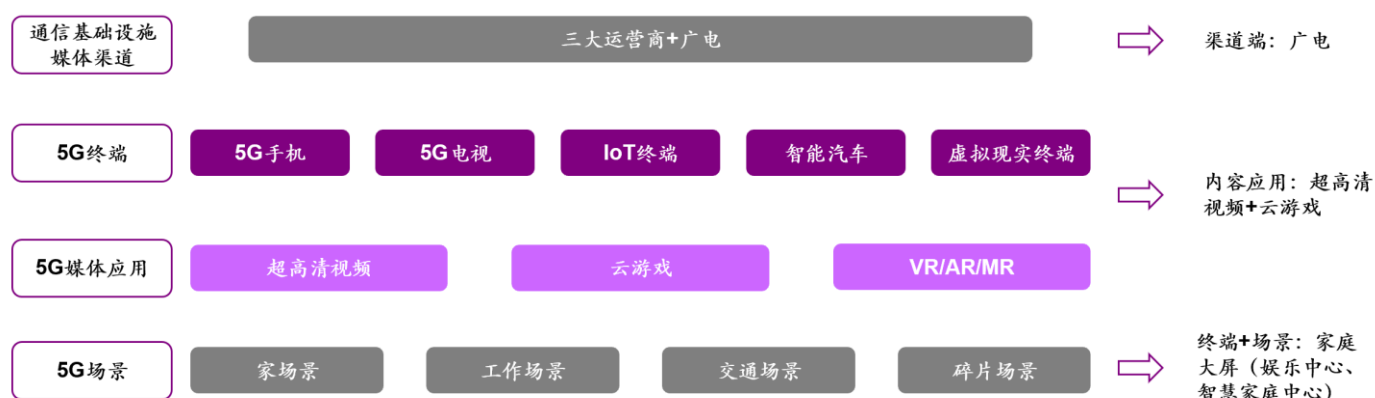 通信基础设施
媒体渠道
三大运营商+广电
渠道端：广电
5G终端
5G手机
5G电视
IoT终端
智能汽车
虚拟现实终端
内容应用：超高清
视频+云游戏
5G媒体应用
超高清视频
云游戏
VR/AR/MR
5G场景
家场景
工作场景
交通场景
碎片场景
终端+场景：家庭
大屏（娱乐中心、
智慧家庭中心）